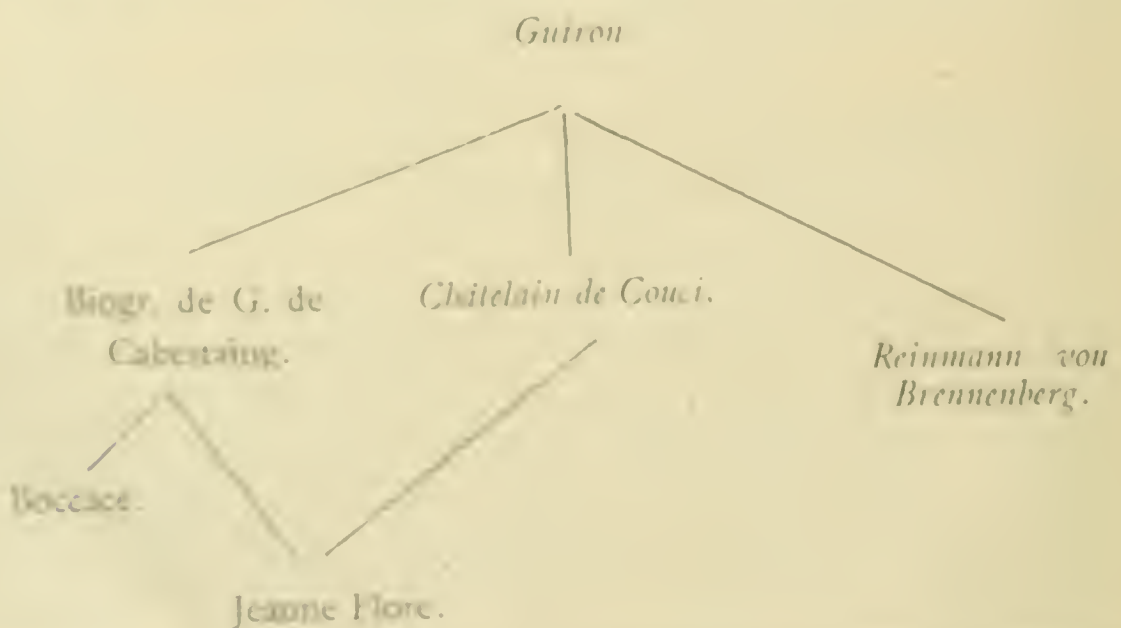 Guiron
Biogr. de G. de
Cabestaing.
Châtelain de Couci.
Reinmann von
Brennenberg.
Boccace.
Jeanne Flore.